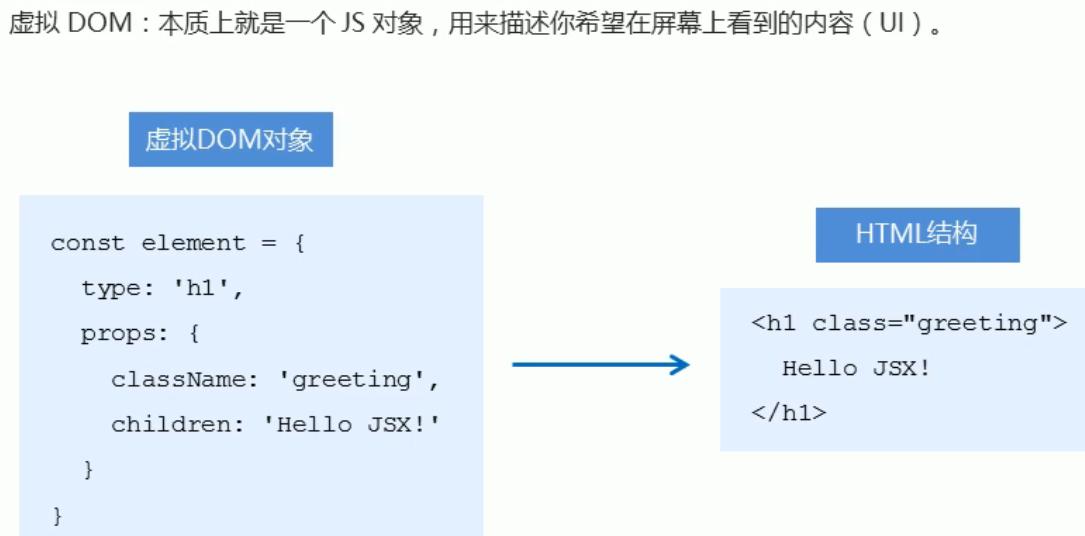 虚拟 DOM：本质上就是一个 JS 对象，用来描述你希望在屏幕上看到的内容（UI）。
虚拟DOM对象
const element = {
  type: 'h1',
  props: {
    className: 'greeting',
    children: 'Hello JSX!'
  }
}
HTML结构
<h1 class="greeting">
  Hello JSX!
</h1>